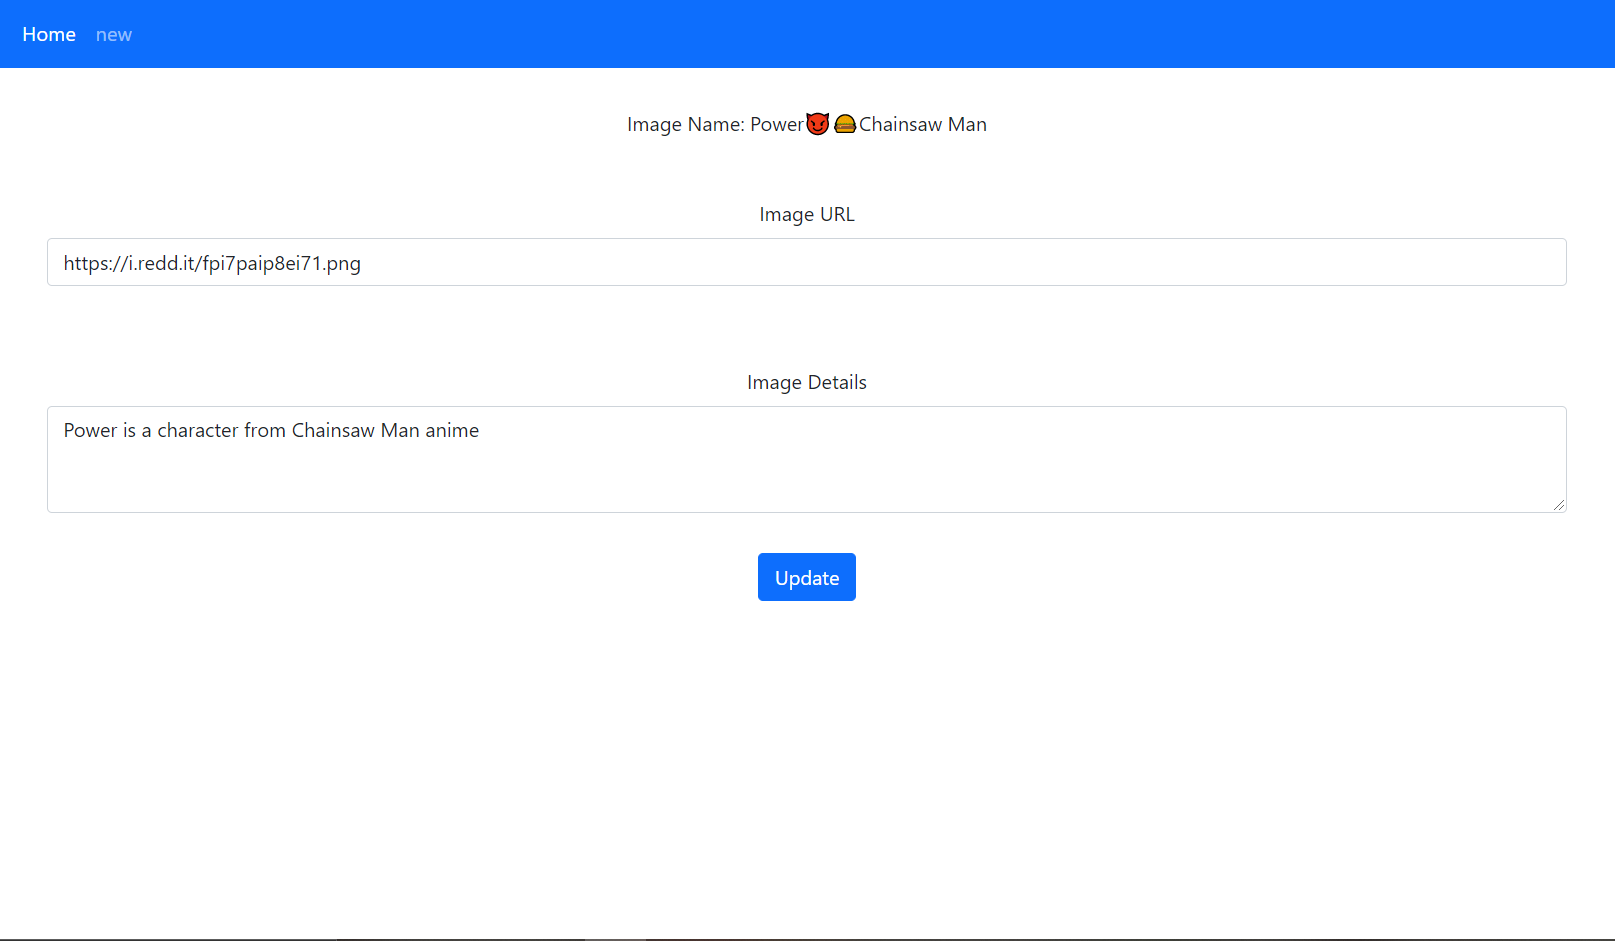 Home new
Image Name: Power😈🍔Chainsaw Man
Image URL
https://i.redd.it/fpi7paip8ei71.png
Image Details
Power is a character from Chainsaw Man anime
Update